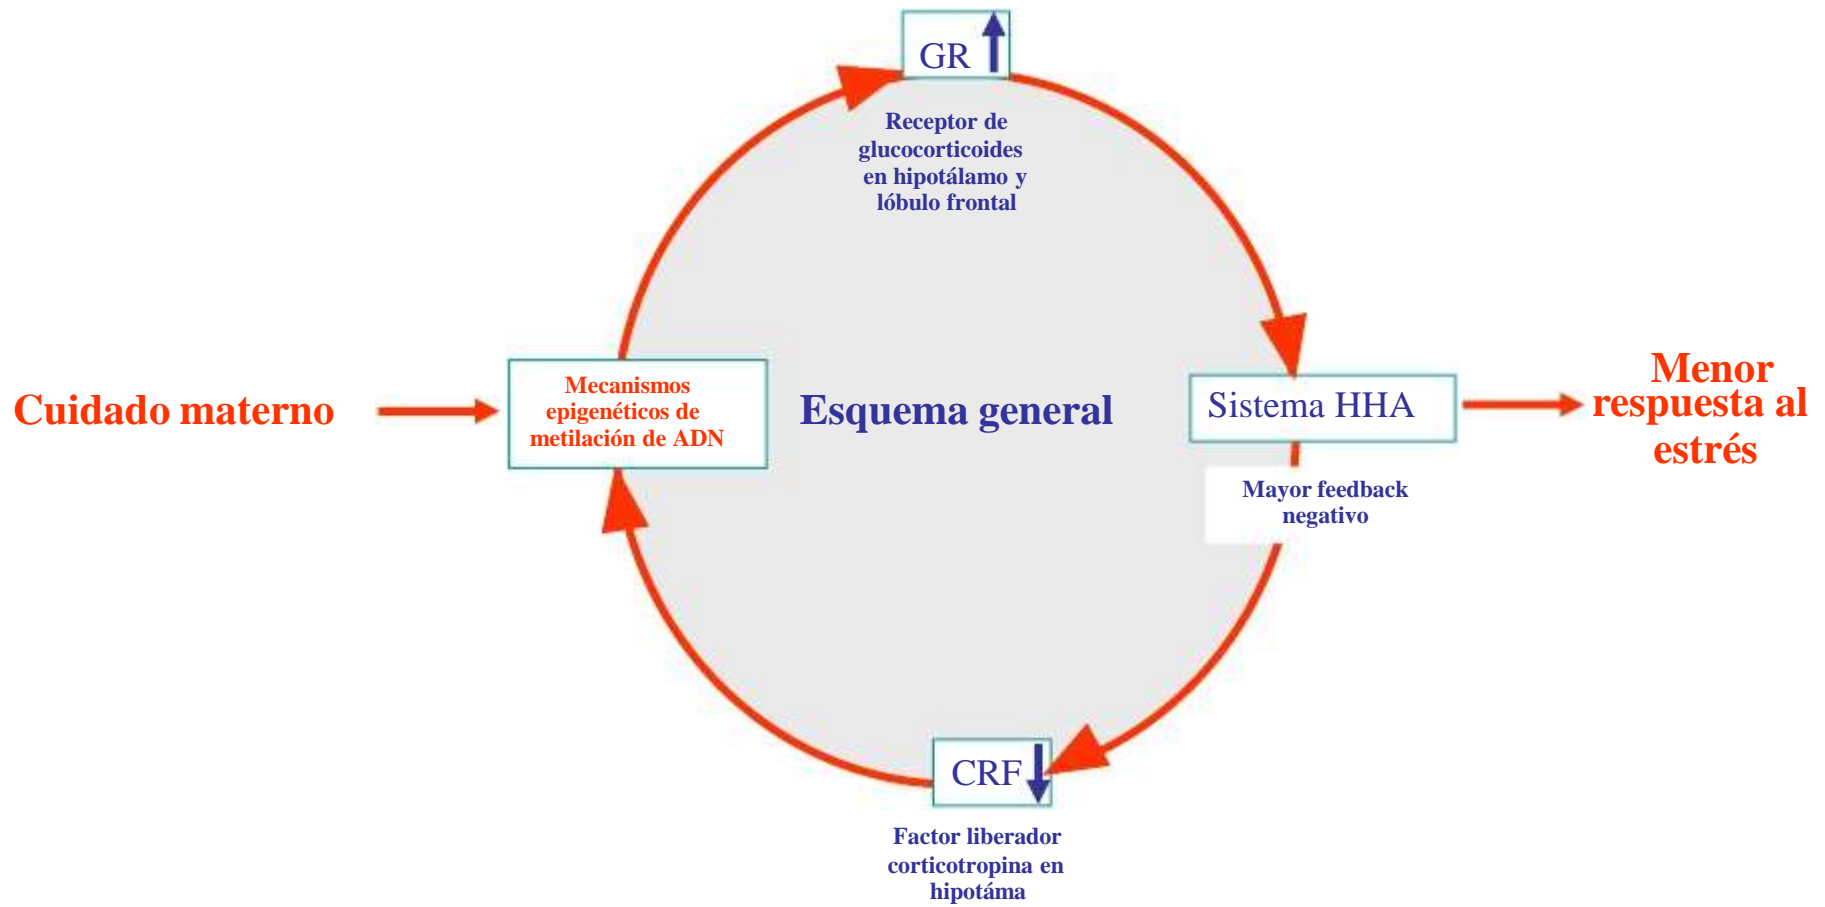 GR
Receptor de
glucocorticoides
en hipotálamo y
lóbulo frontal
Cuidado materno
Mecanismos
epigenéticos de
metilación de ADN
Esquema general
Sistema HHA
Menor
respuesta al
estrés
Mayor feedback
negativo
CRF
Factor liberador
corticotropina en
hipotáma